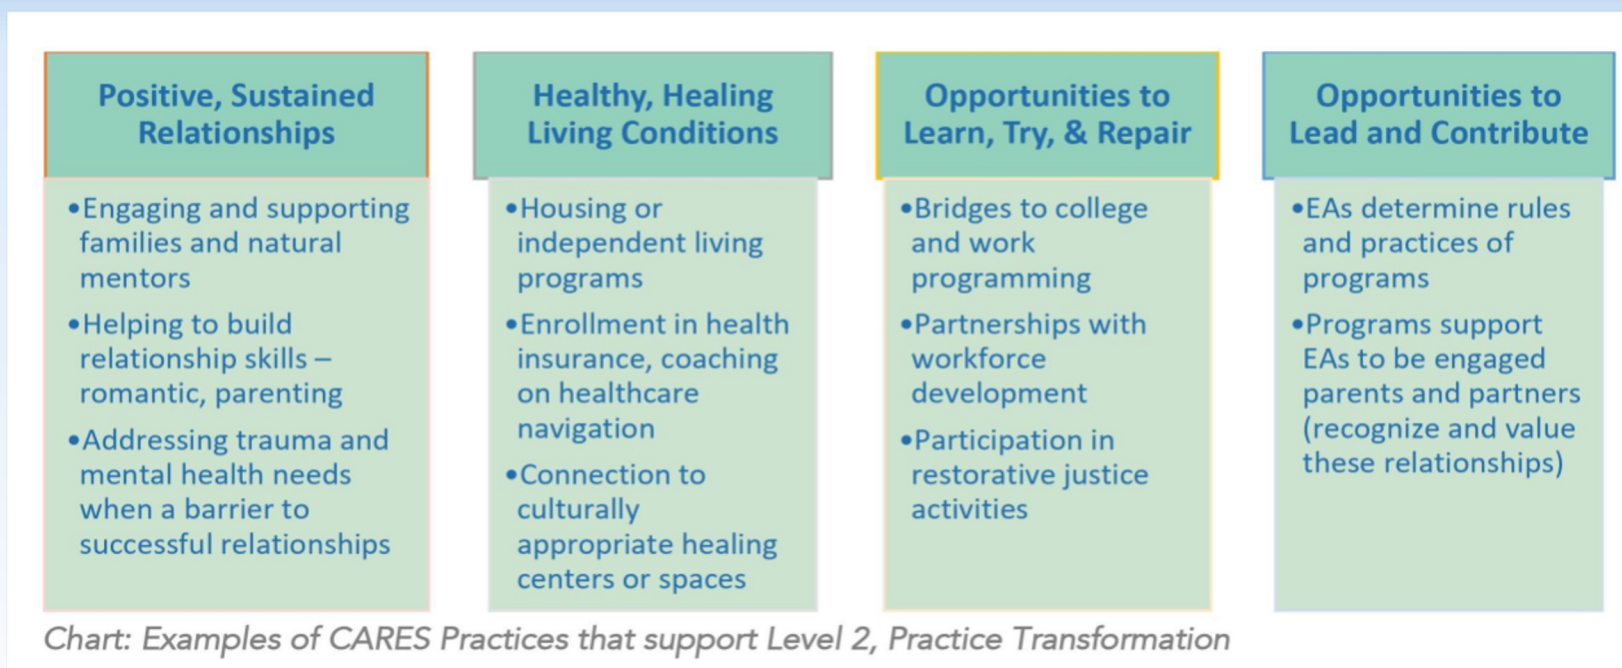 Positive, Sustained
Relationships
•Engaging and supporting
families and natural
mentors
•Helping to build
relationship skills –
romantic, parenting
•Addressing trauma and
mental health needs
when a barrier to
successful relationships
Healthy, Healing
Living Conditions
•Housing or
independent living
programs
•Enrollment in health
insurance, coaching
on healthcare
navigation
•Connection to
culturally
appropriate healing
centers or spaces
Opportunities to
Learn, Try, & Repair
•Bridges to college
and work
programming
•Partnerships with
workforce
development
•Participation in
restorative justice
activities
Opportunities to
Lead and Contribute
•EAs determine rules
and practices of
programs
•Programs support
EAs to be engaged
parents and partners
(recognize and value
these relationships)
Chart: Examples of CARES Practices that support Level 2, Practice Transformation